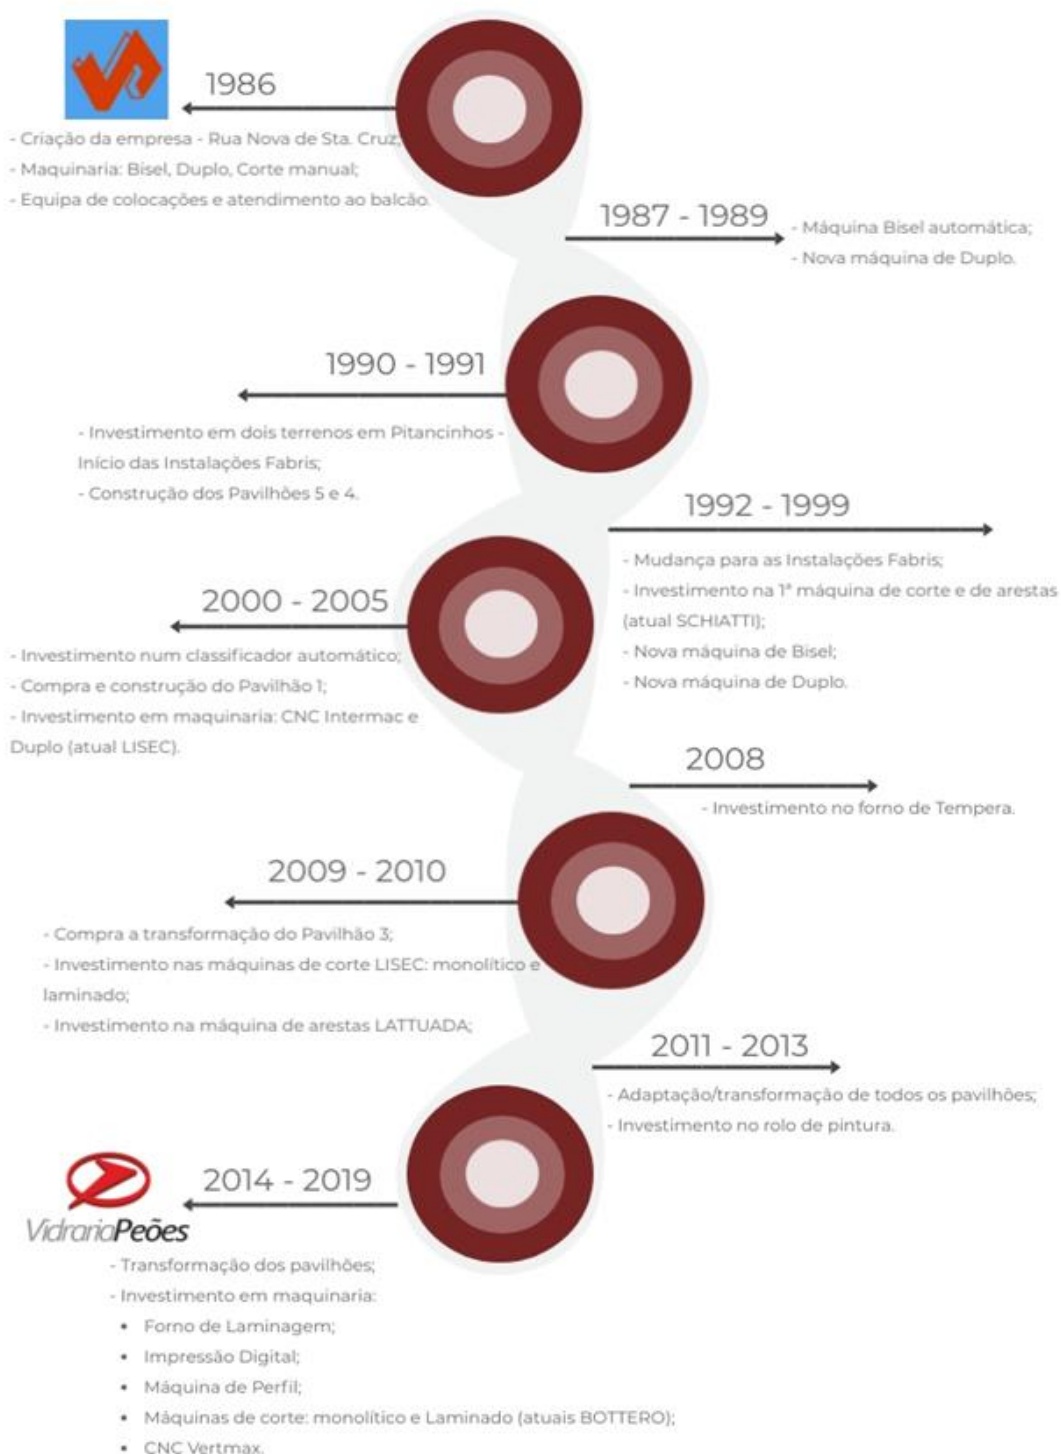 1986
- Criação da empresa - Rua Nova de Sta. Cruz;
- Maquinaria: Bisel, Duplo, Corte manual;
- Equipa de colocações e atendimento ao balcão.
1987 - 1989
- Máquina Bisel automática;
- Nova máquina de Duplo.
1990 - 1991
- Investimento em dois terrenos em Pitancinhos -
Início das Instalações Fabris;
- Construção dos Pavilhões 5 e 4.
1992 - 1999
- Mudança para as Instalações Fabris;
- Investimento na 1ª máquina de corte e de arestas
(atual SCHIATTI);
- Nova máquina de Bisel;
- Nova máquina de Duplo.
2000 - 2005
- Investimento num classificador automático;
- Compra e construção do Pavilhão 1;
- Investimento em maquinaria: CNC Intermac e
Duplo (atual LISEC).
2008
- Investimento no forno de Tempera.
2009 - 2010
- Compra a transformação do Pavilhão 3;
- Investimento nas máquinas de corte LISEC: monolítico e
laminado;
- Investimento na máquina de arestas LATTUADA;
2011 - 2013
- Adaptação/transformação de todos os pavilhões;
- Investimento no rolo de pintura.
2014 - 2019
VidrariaPeões
- Transformação dos pavilhões;
- Investimento em maquinaria:
• Forno de Laminagem;
• Impressão Digital;
• Máquina de Perfil;
• Máquinas de corte: monolítico e Laminado (atuais BOTTERO);
• CNC Vertmax.